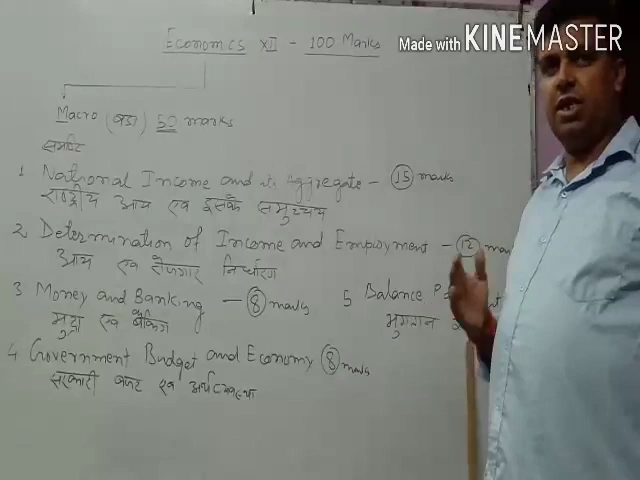 Made with KINEMASTER
Economics XII - 100 Marks
Macro (बड़ा) 50 marks
समष्टि
1 National Income and its Aggregate - 15 marks
राष्ट्रीय आय एवं इसके समुच्चय
2 Determination of Income and Employment - 12 mar
आय एवं रोजगार निर्धारण
3 Money and Banking - 8 marks
मुद्रा एवं बैंकिंग
5 Balance
भुगतान
4 Government Budget and Economy 8 marks
सरकारी बजट एवं अर्थव्यवस्था